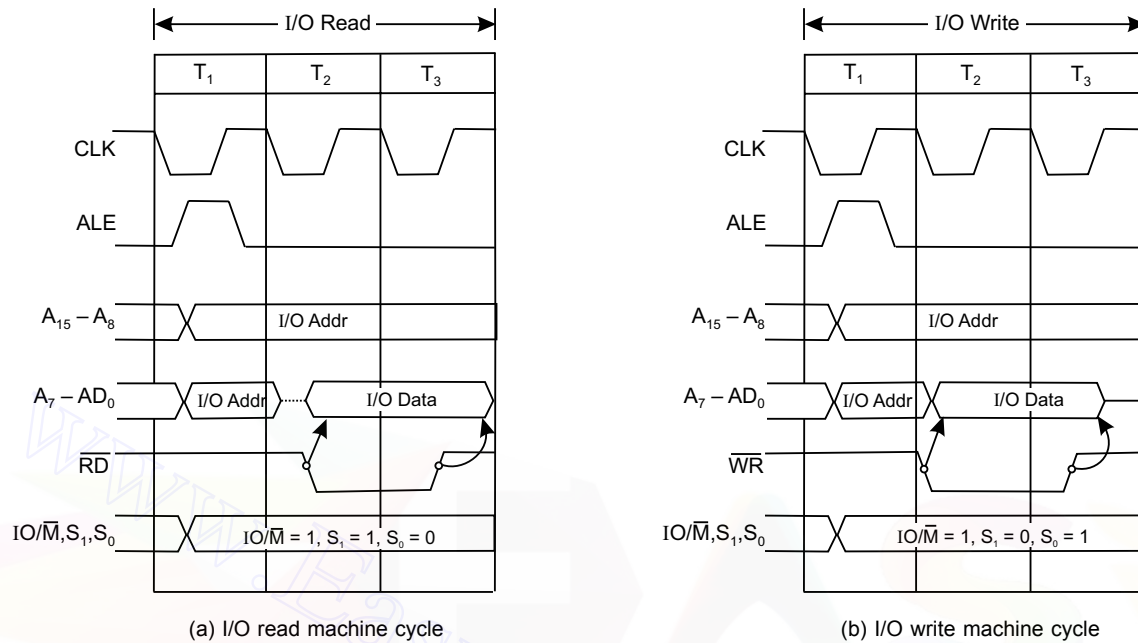 I/O Read
T₁ T₂ T₃
CLK
ALE
A₁₅ – A₈ I/O Addr
A₇ – AD₀ I/O Addr I/O Data
R̅D̅
IO/M̅,S₁,S₀ IO/M̅ = 1, S₁ = 1, S₀ = 0
(a) I/O read machine cycle
I/O Write
T₁ T₂ T₃
CLK
ALE
A₁₅ – A₈ I/O Addr
A₇ – AD₀ I/O Addr I/O Data
W̅R̅
IO/M̅,S₁,S₀ IO/M̅ = 1, S₁ = 0, S₀ = 1
(b) I/O write machine cycle